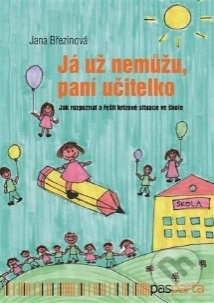 Jana Březinová
Já už nemůžu,
paní učitelko
Jak rozpoznat a řešit krizové situace ve škole
ŠKOLA
pasparta